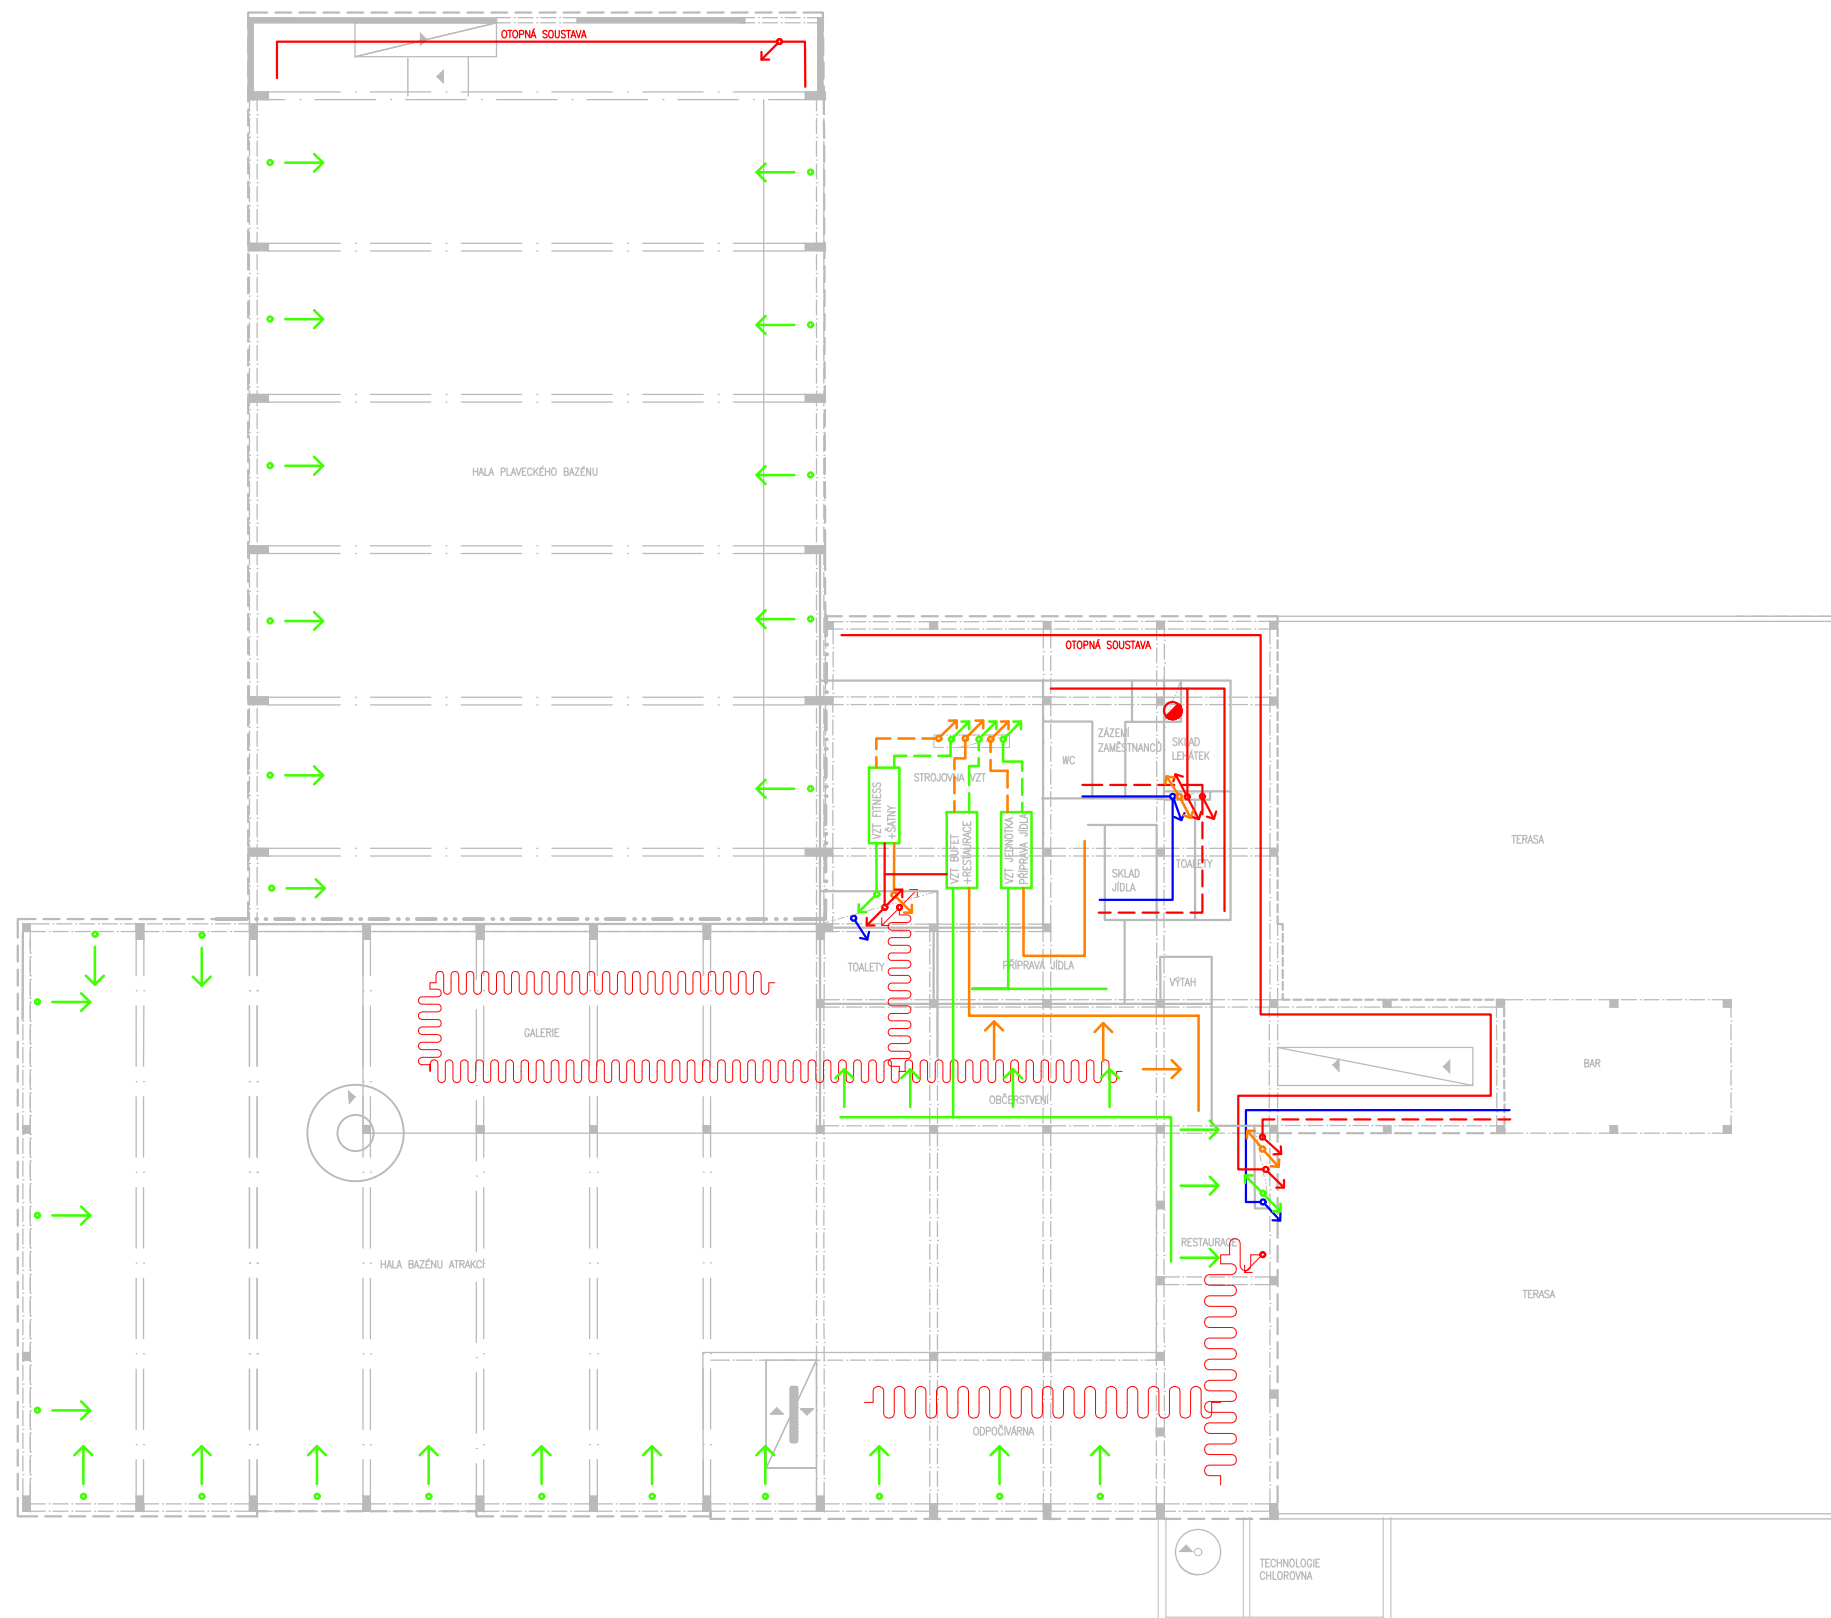 OTOPNÁ SOUSTAVA
HALA PLAVECKÉHO BAZÉNU
OTOPNÁ SOUSTAVA
ZÁZEMÍ
ZAMĚSTNANCŮ
SKLAD
LEHÁTEK
WC
STROJOVNA VZT
VZT FITNESS
+ŠATNY
VZT BUFET
+RESTAURACE
VZT JEDNOTKA
PŘÍPRAVA JÍDLA
TERASA
TOALETY
SKLAD
JÍDLA
TOALETY
PŘÍPRAVA JÍDLA
VÝTAH
GALERIE
BAR
OBČERSTVENÍ
RESTAURACE
HALA BAZÉNU ATRAKCÍ
TERASA
ODPOČÍVÁRNA
TECHNOLOGIE
CHLOROVNA